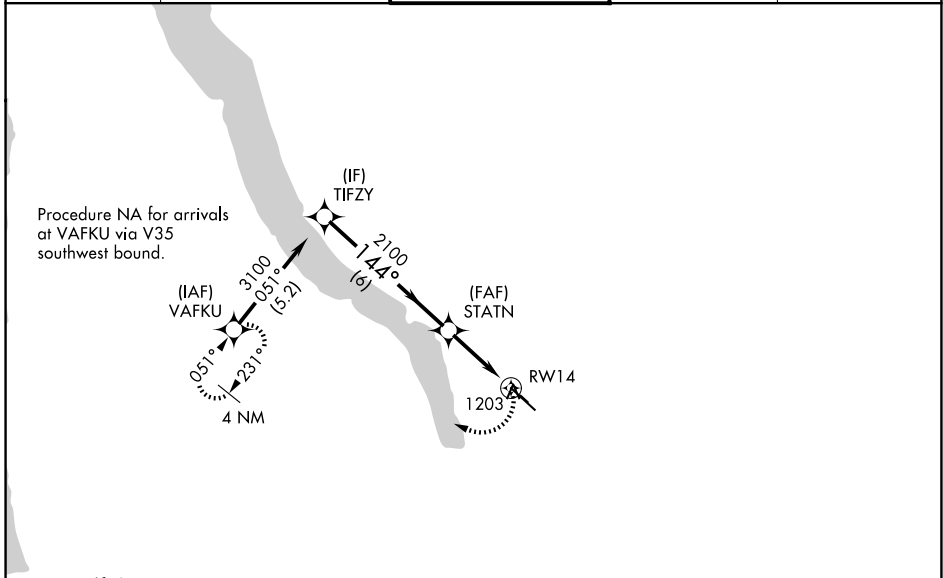 (IF)
TIFZY
Procedure NA for arrivals
at VAFKU via V35
southwest bound.
2100
144°
(6)
3100
051°
(5.2)
(IAF)
VAFKU
(FAF)
STATN
051°
231°
4 NM
RW14
1203